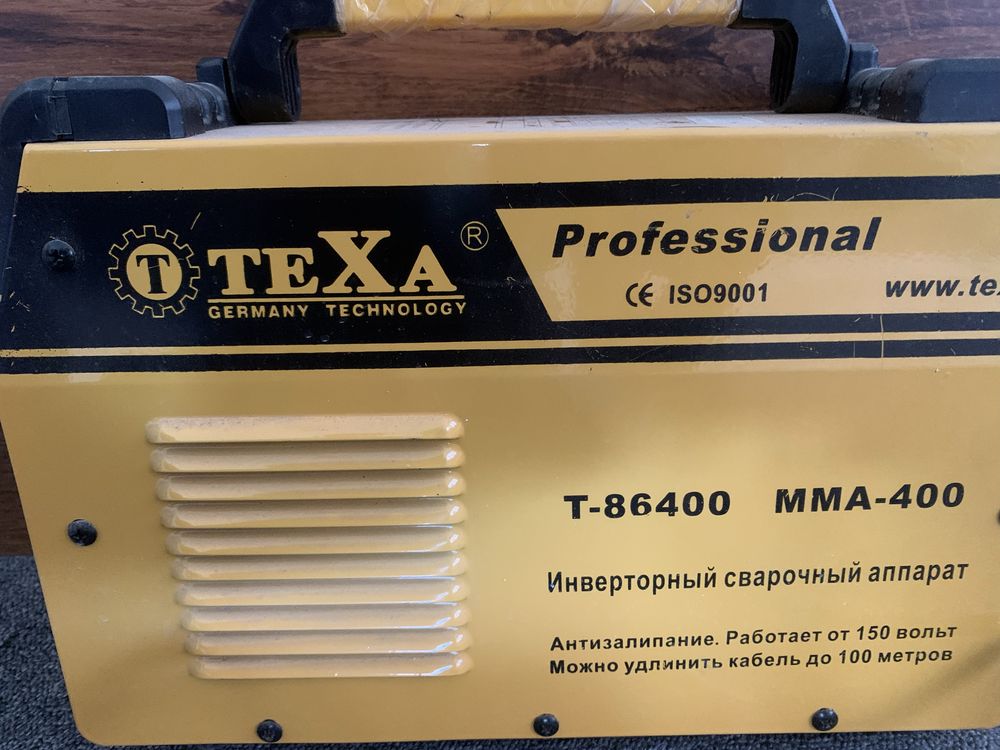 T TEXA ®
GERMANY TECHNOLOGY
Professional
CE ISO9001
T-86400 MMA-400
Инверторный сварочный аппарат
Антизалипание. Работает от 150 вольт
Можно удлинить кабель до 100 метров